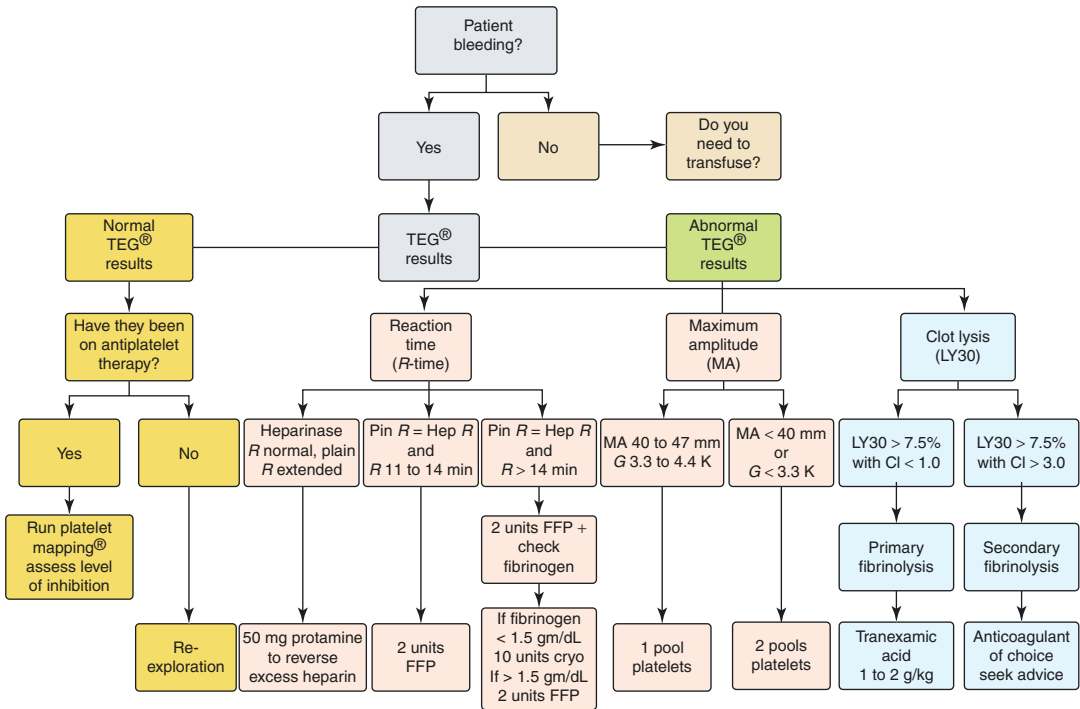 Patient
bleeding?
Yes
No
Do you
need to
transfuse?
Normal
TEG®
results
TEG®
results
Abnormal
TEG®
results
Have they been
on antiplatelet
therapy?
Reaction
time
(R-time)
Maximum
amplitude
(MA)
Clot lysis
(LY30)
Yes
No
Heparinase
R normal, plain
R extended
Pin R = Hep R
and
R 11 to 14 min
Pin R = Hep R
and
R > 14 min
MA 40 to 47 mm
G 3.3 to 4.4 K
MA < 40 mm
or
G < 3.3 K
LY30 > 7.5%
with Cl < 1.0
LY30 > 7.5%
with Cl > 3.0
Run platelet
mapping®
assess level
of inhibition
2 units FFP +
check
fibrinogen
Primary
fibrinolysis
Secondary
fibrinolysis
Re-
exploration
50 mg protamine
to reverse
excess heparin
2 units
FFP
If fibrinogen
< 1.5 gm/dL
10 units cryo
If > 1.5 gm/dL
2 units FFP
1 pool
platelets
2 pools
platelets
Tranexamic
acid
1 to 2 g/kg
Anticoagulant
of choice
seek advice